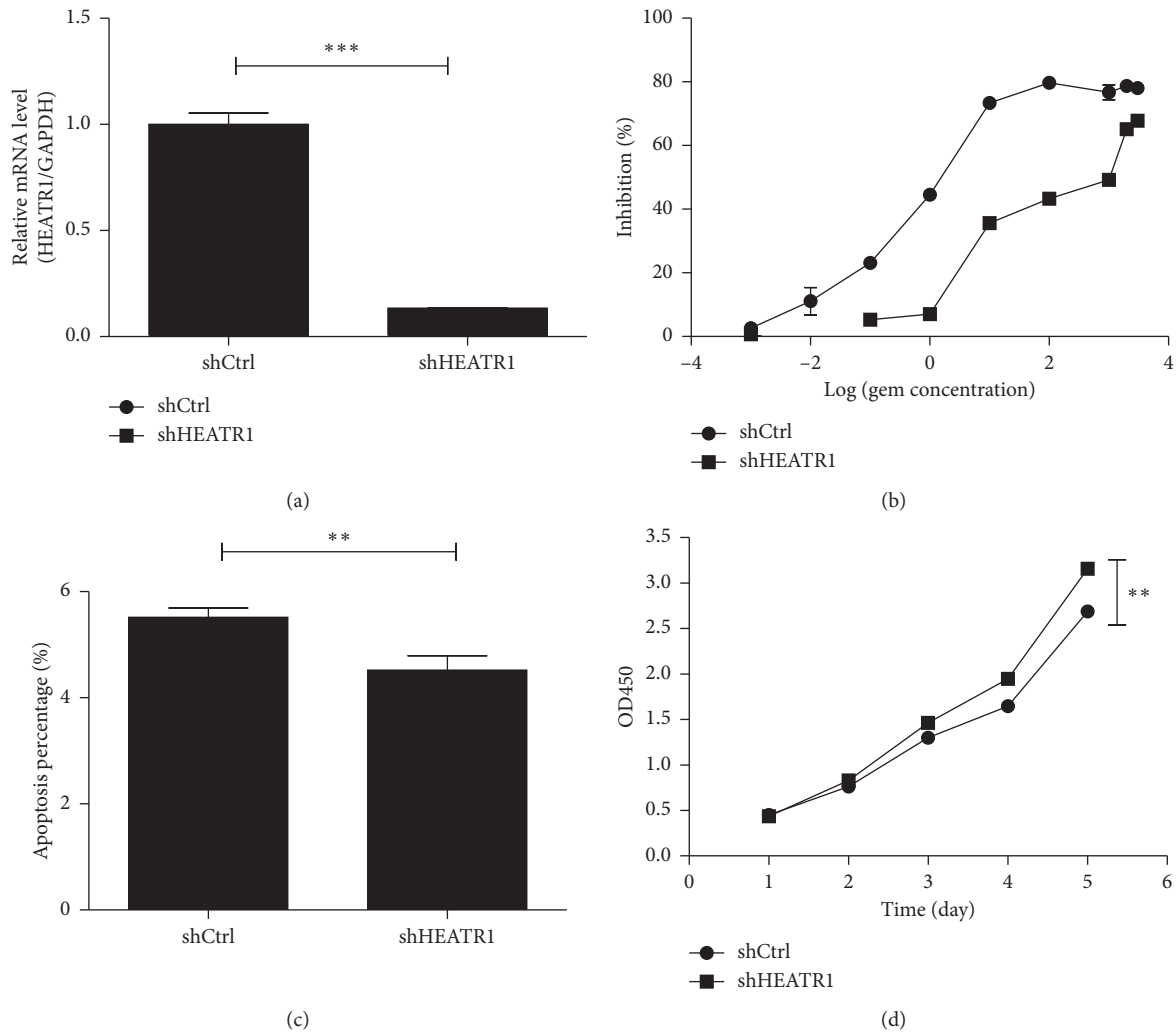 1.5
1.0
0.5
0.0
Relative mRNA level
(HEATR1/GAPDH)
***
shCtrl
shHEATR1
shCtrl
shHEATR1
(a)
100
80
60
40
20
0
Inhibition (%)
−4
−2
0
2
4
Log (gem concentration)
shCtrl
shHEATR1
(b)
6
4
2
0
Apoptosis percentage (%)
**
shCtrl
shHEATR1
(c)
3.5
3.0
2.5
2.0
1.5
1.0
0.5
0.0
OD450
**
0
1
2
3
4
5
6
Time (day)
shCtrl
shHEATR1
(d)